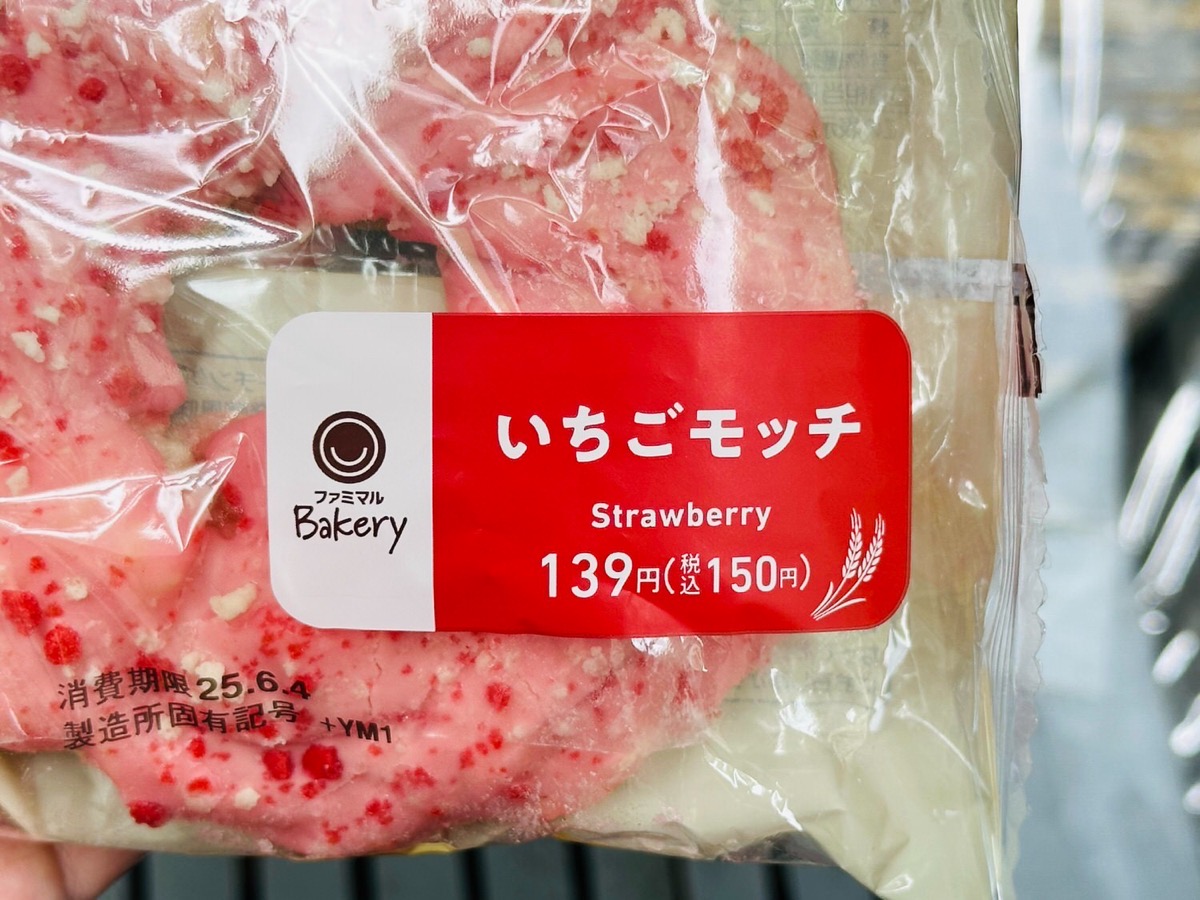 いちごモッチ
Strawberry
139円(税込150円)
ファミマル
Bakery
消費期限25.6.4
製造所固有記号 +YM1